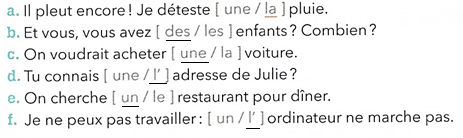 a. Il pleut encore ! Je déteste [ une / la ] pluie.
b. Et vous, vous avez [ des / les ] enfants ? Combien ?
c. On voudrait acheter [ une / la ] voiture.
d. Tu connais [ une / l' ] adresse de Julie ?
e. On cherche [ un / le ] restaurant pour dîner.
f. Je ne peux pas travailler : [ un / l' ] ordinateur ne marche pas.